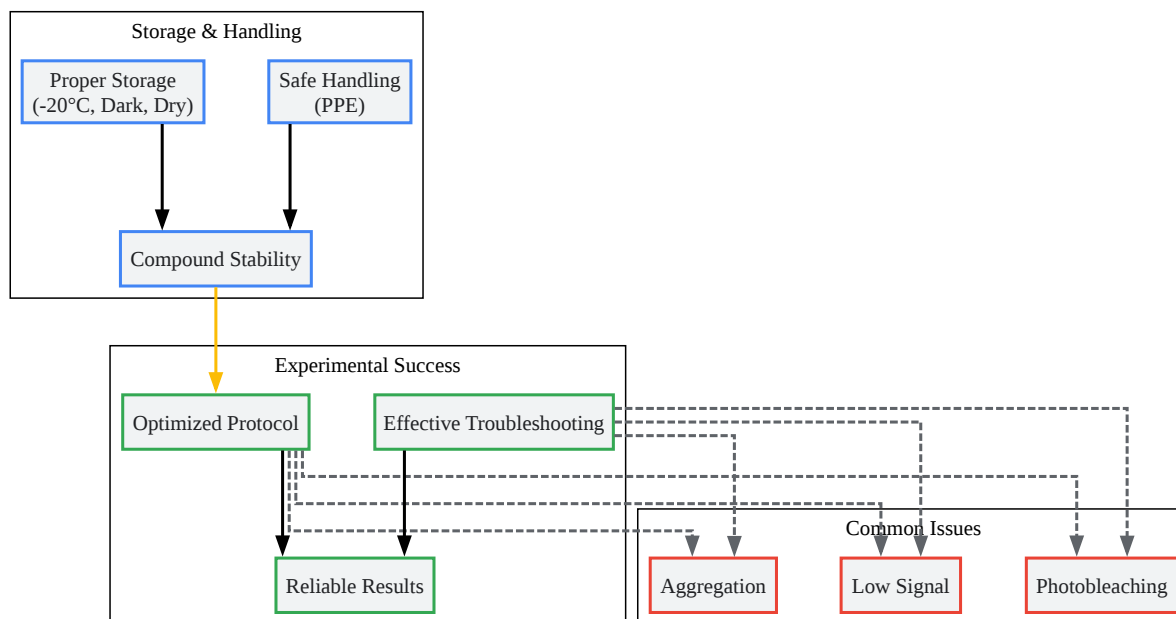 Storage & Handling
Proper Storage
(-20°C, Dark, Dry)
Safe Handling
(PPE)
Compound Stability
Experimental Success
Optimized Protocol
Effective Troubleshooting
Common Issues
Reliable Results
Aggregation
Low Signal
Photobleaching